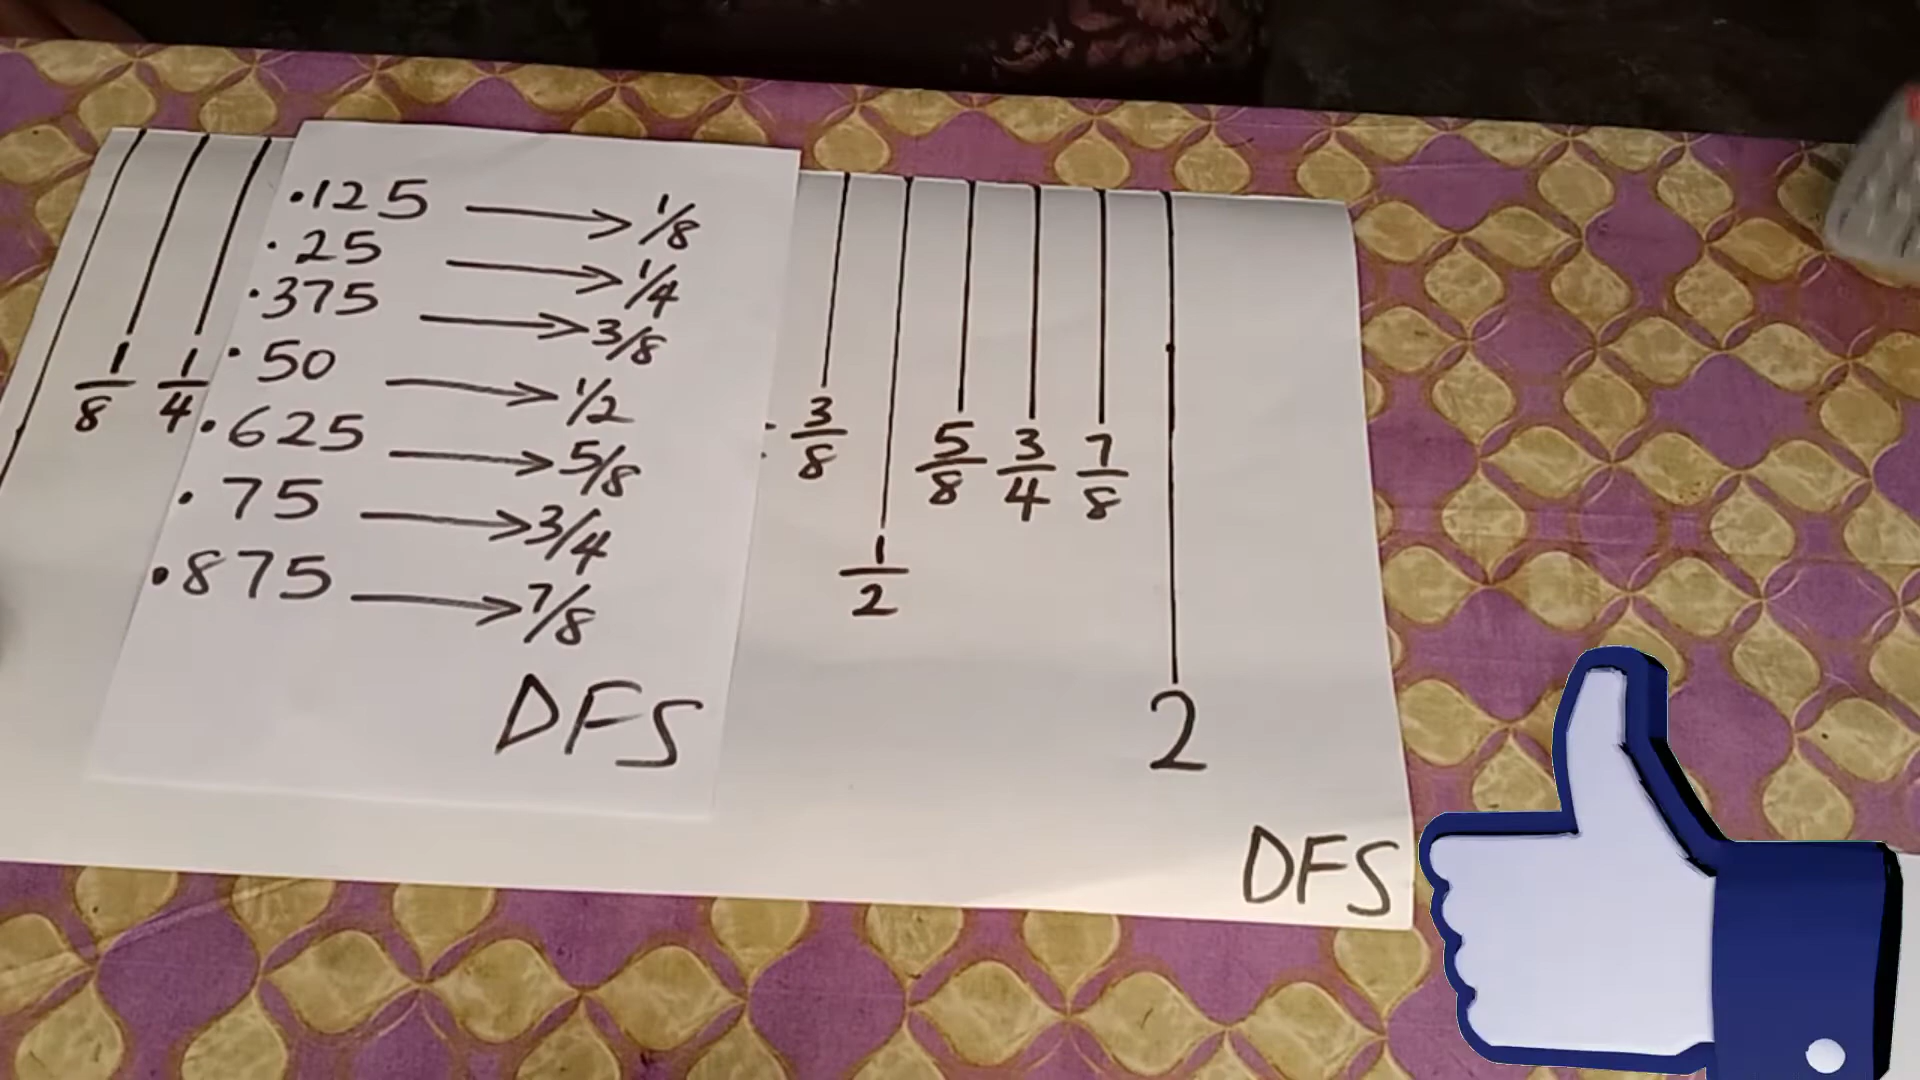 .125 → 1/8
.25 → 1/4
.375 → 3/8
.50 → 1/2
.625 → 5/8
.75 → 3/4
.875 → 7/8
DFS
1/8 1/4
3/8 1/2 5/8 3/4 7/8
2
DFS